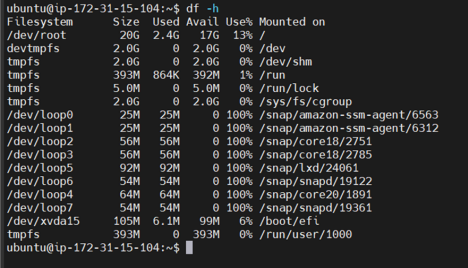 ubuntu@ip-172-31-15-104:~$ df -h
Filesystem      Size  Used Avail Use% Mounted on
/dev/root        20G  2.4G   17G  13% /
devtmpfs        2.0G     0  2.0G   0% /dev
tmpfs           2.0G     0  2.0G   0% /dev/shm
tmpfs           393M  864K  392M   1% /run
tmpfs           5.0M     0  5.0M   0% /run/lock
tmpfs           2.0G     0  2.0G   0% /sys/fs/cgroup
/dev/loop0       25M   25M     0 100% /snap/amazon-ssm-agent/6563
/dev/loop1       25M   25M     0 100% /snap/amazon-ssm-agent/6312
/dev/loop2       56M   56M     0 100% /snap/core18/2751
/dev/loop3       56M   56M     0 100% /snap/core18/2785
/dev/loop5       92M   92M     0 100% /snap/lxd/24061
/dev/loop6       54M   54M     0 100% /snap/snapd/19122
/dev/loop4       64M   64M     0 100% /snap/core20/1891
/dev/loop7       54M   54M     0 100% /snap/snapd/19361
/dev/xvda15     105M  6.1M   99M   6% /boot/efi
tmpfs           393M     0  393M   0% /run/user/1000
ubuntu@ip-172-31-15-104:~$